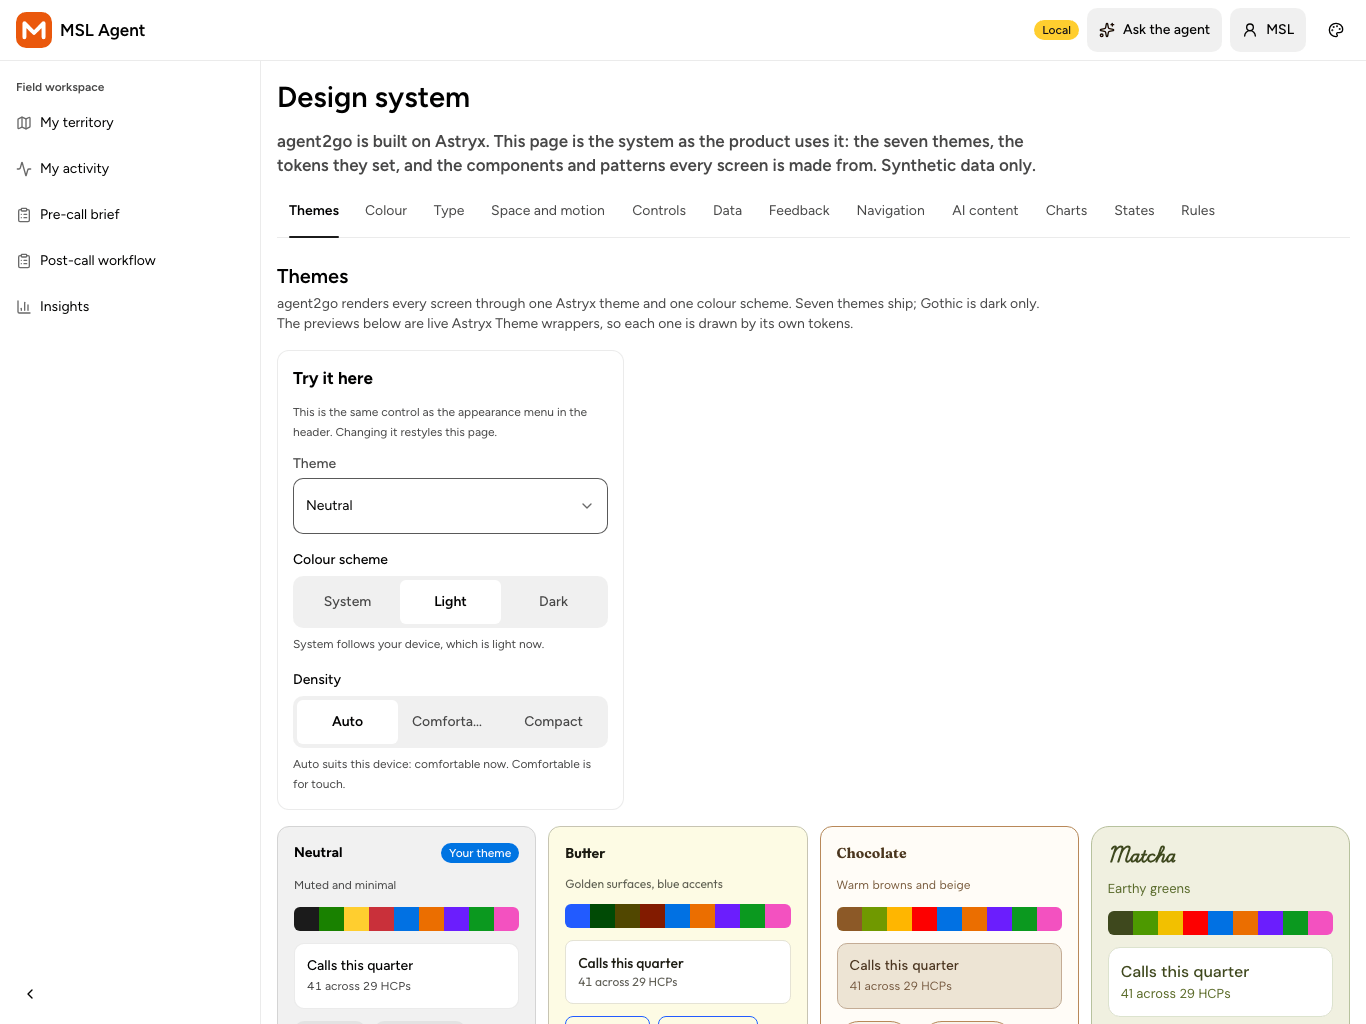 MSL Agent
Local
Ask the agent
MSL
Field workspace
My territory
My activity
Pre-call brief
Post-call workflow
Insights
Design system
agent2go is built on Astryx. This page is the system as the product uses it: the seven themes, the
tokens they set, and the components and patterns every screen is made from. Synthetic data only.
Themes
Colour
Type
Space and motion
Controls
Data
Feedback
Navigation
AI content
Charts
States
Rules
Themes
agent2go renders every screen through one Astryx theme and one colour scheme. Seven themes ship; Gothic is dark only.
The previews below are live Astryx Theme wrappers, so each one is drawn by its own tokens.
Try it here
This is the same control as the appearance menu in the
header. Changing it restyles this page.
Theme
Neutral
Colour scheme
System
Light
Dark
System follows your device, which is light now.
Density
Auto
Comforta...
Compact
Auto suits this device: comfortable now. Comfortable is
for touch.
Neutral
Your theme
Muted and minimal
Calls this quarter
41 across 29 HCPs
Butter
Golden surfaces, blue accents
Calls this quarter
41 across 29 HCPs
Chocolate
Warm browns and beige
Calls this quarter
41 across 29 HCPs
Matcha
Earthy greens
Calls this quarter
41 across 29 HCPs